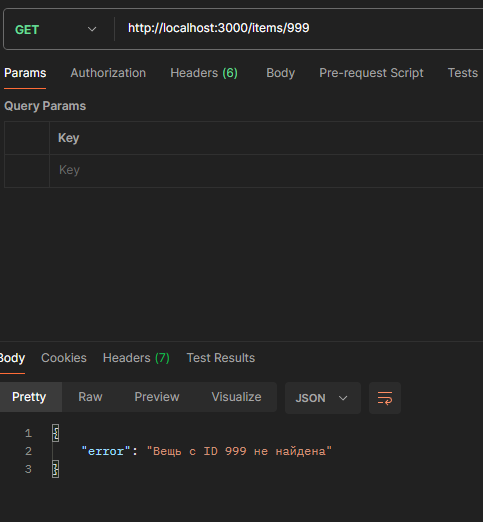 GET http://localhost:3000/items/999
Params Authorization Headers (6) Body Pre-request Script Tests
Query Params
Key
Key
Body Cookies Headers (7) Test Results
Pretty Raw Preview Visualize JSON
1 {
2 "error": "Вещь с ID 999 не найдена"
3 }